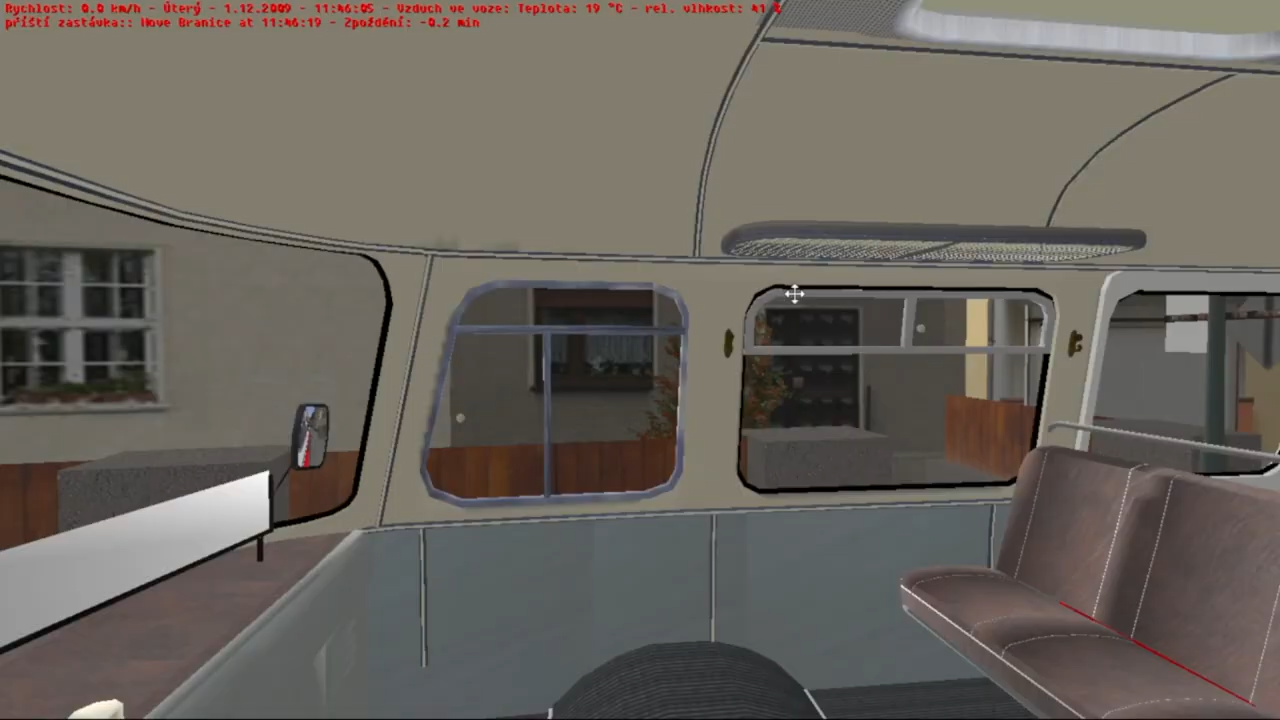 Rychlost: 0.0 km/h - Úterý - 1.12.2009 - 11:46:05 - Vzduch ve voze: Teplota: 19 °C - rel. vlhkost: 41 %
příští zastávka:: Nove Branice at 11:46:19 - Zpoždění: -0.2 min